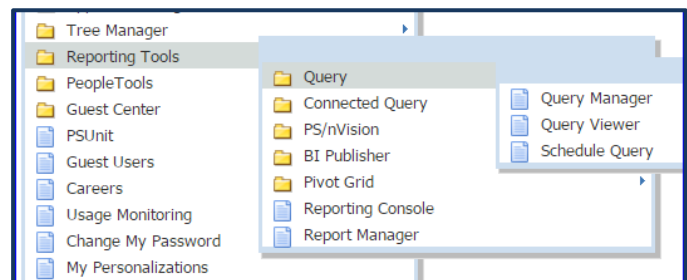 Tree Manager
Reporting Tools
PeopleTools
Guest Center
PSUnit
Guest Users
Careers
Usage Monitoring
Change My Password
My Personalizations
Query
Connected Query
PS/nVision
BI Publisher
Pivot Grid
Reporting Console
Report Manager
Query Manager
Query Viewer
Schedule Query